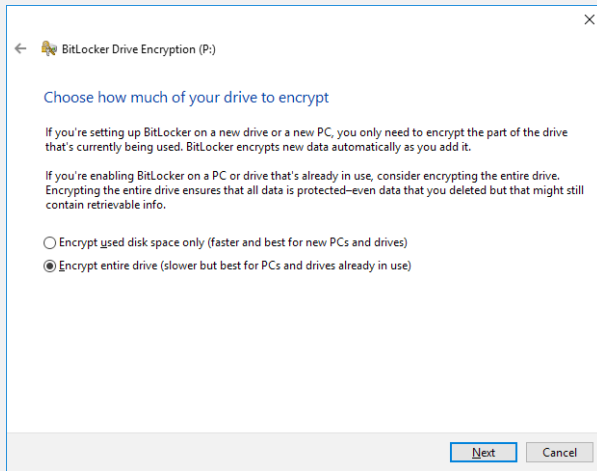 BitLocker Drive Encryption (P:)
Choose how much of your drive to encrypt
If you're setting up BitLocker on a new drive or a new PC, you only need to encrypt the part of the drive
that's currently being used. BitLocker encrypts new data automatically as you add it.
If you're enabling BitLocker on a PC or drive that's already in use, consider encrypting the entire drive.
Encrypting the entire drive ensures that all data is protected–even data that you deleted but that might still
contain retrievable info.
Encrypt used disk space only (faster and best for new PCs and drives)
Encrypt entire drive (slower but best for PCs and drives already in use)
Next Cancel